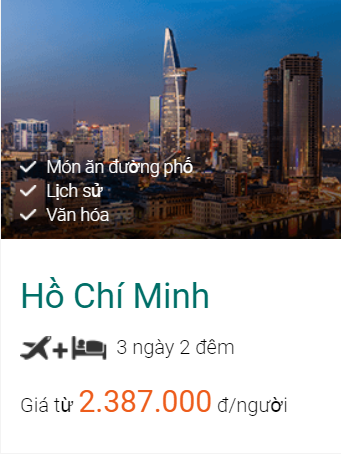 Món ăn đường phố
Lịch sử
Văn hóa
Hồ Chí Minh
3 ngày 2 đêm
Giá từ 2.387.000 đ/người